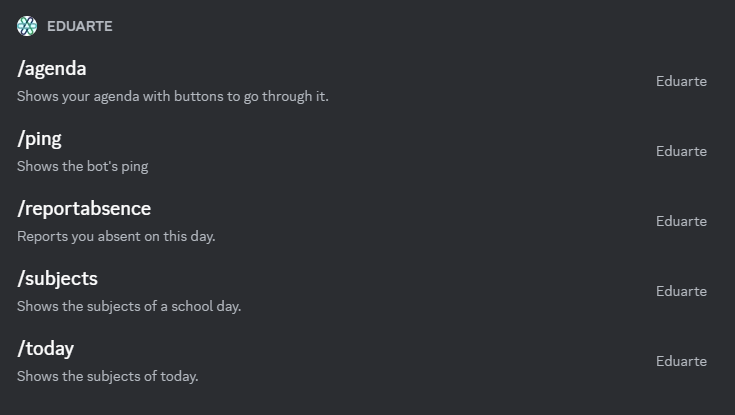 EDUARTE
/agenda
Shows your agenda with buttons to go through it.
Eduarte
/ping
Shows the bot's ping
Eduarte
/reportabsence
Reports you absent on this day.
Eduarte
/subjects
Shows the subjects of a school day.
Eduarte
/today
Shows the subjects of today.
Eduarte